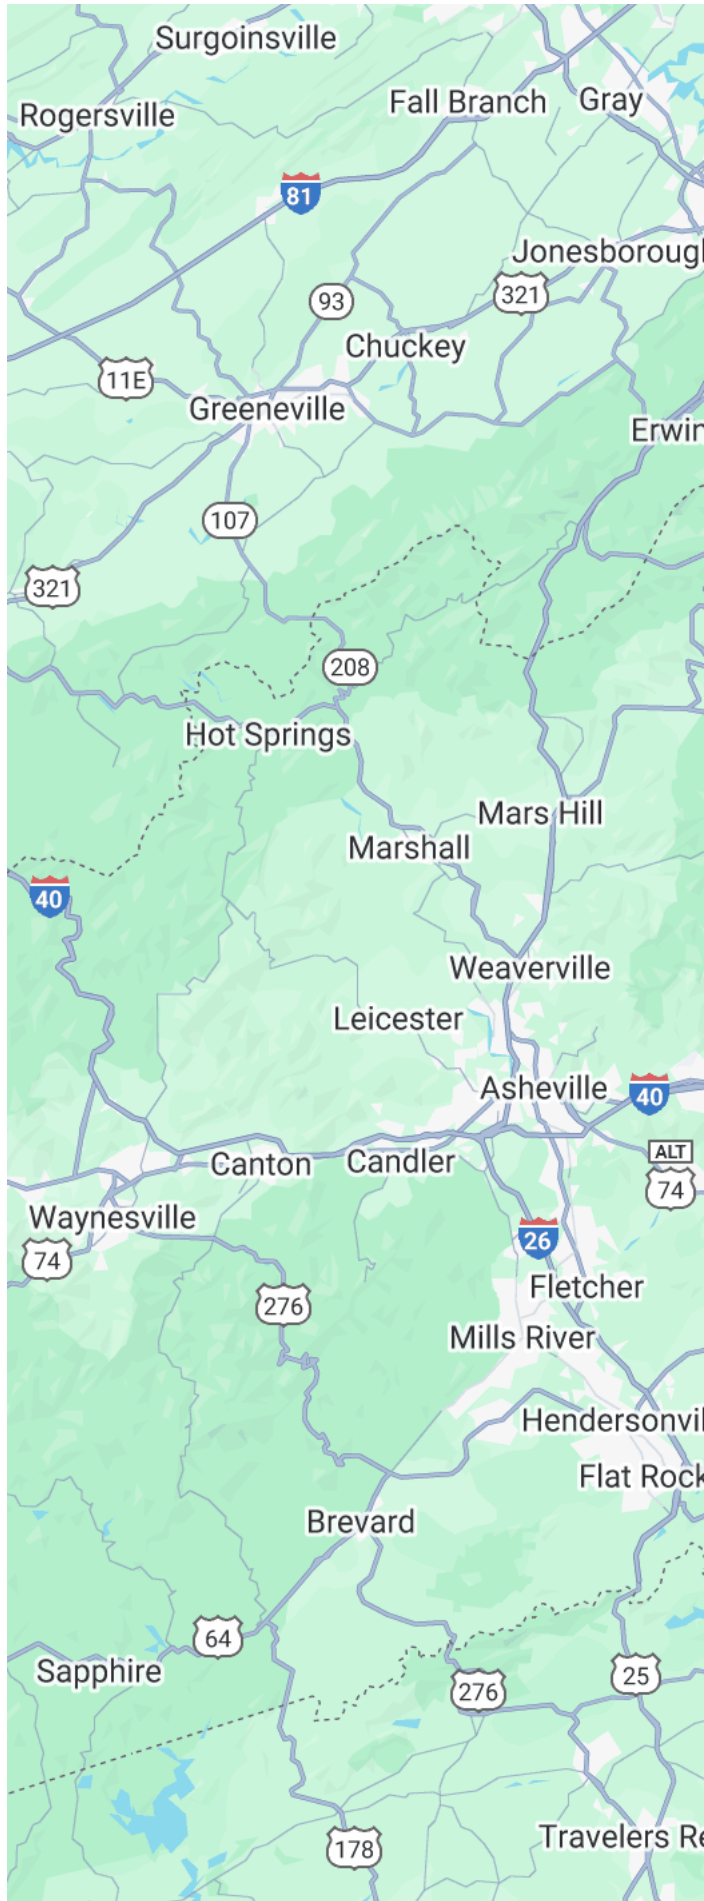 Surgoinsville
Fall Branch
Gray
Rogersville
81
Jonesborough
93
321
Chuckey
11E
Greeneville
Erwin
107
321
208
Hot Springs
Mars Hill
Marshall
40
Weaverville
Leicester
Asheville
40
ALT
74
Canton
Candler
Waynesville
74
26
276
Fletcher
Mills River
Hendersonvil
Flat Rock
Brevard
64
Sapphire
276
25
178
Travelers Re